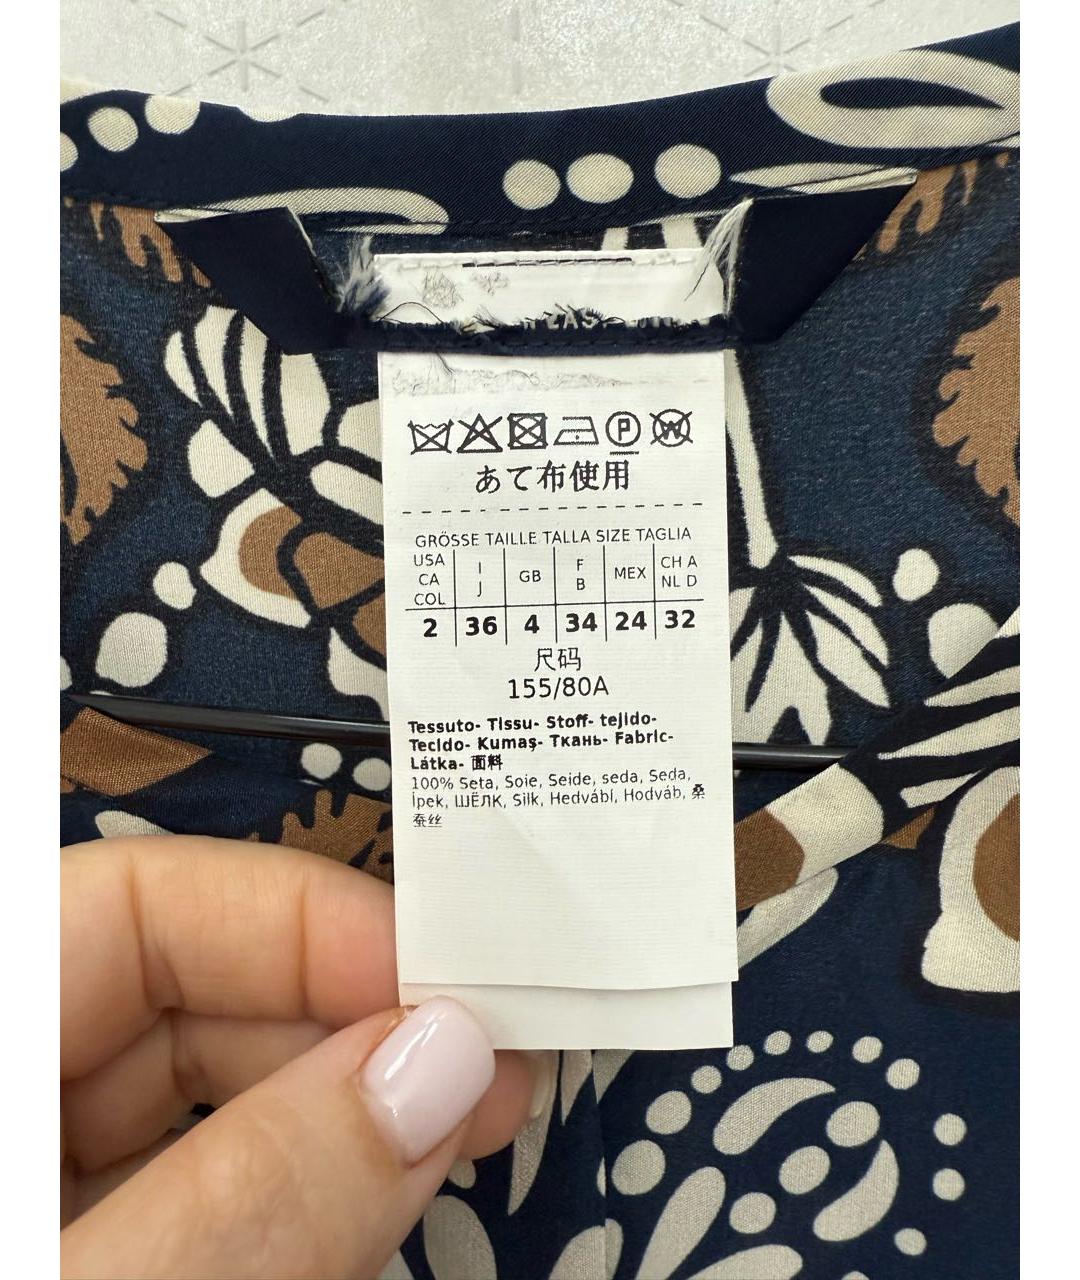 P W
あて布使用
GRÖSSE TAILLE TALLA SIZE TAGLIA
USA CA COL I J GB F B MEX CH A NL D
2 36 4 34 24 32
尺码
155/80A
Tessuto- Tissu- Stoff- tejido-
Tecido- Kumaş- Ткань- Fabric-
Látka- 面料
100% Seta, Soie, Seide, seda, Seda,
İpek, ШЁЛК, Silk, Hedvábí, Hodváb, 桑
蚕丝